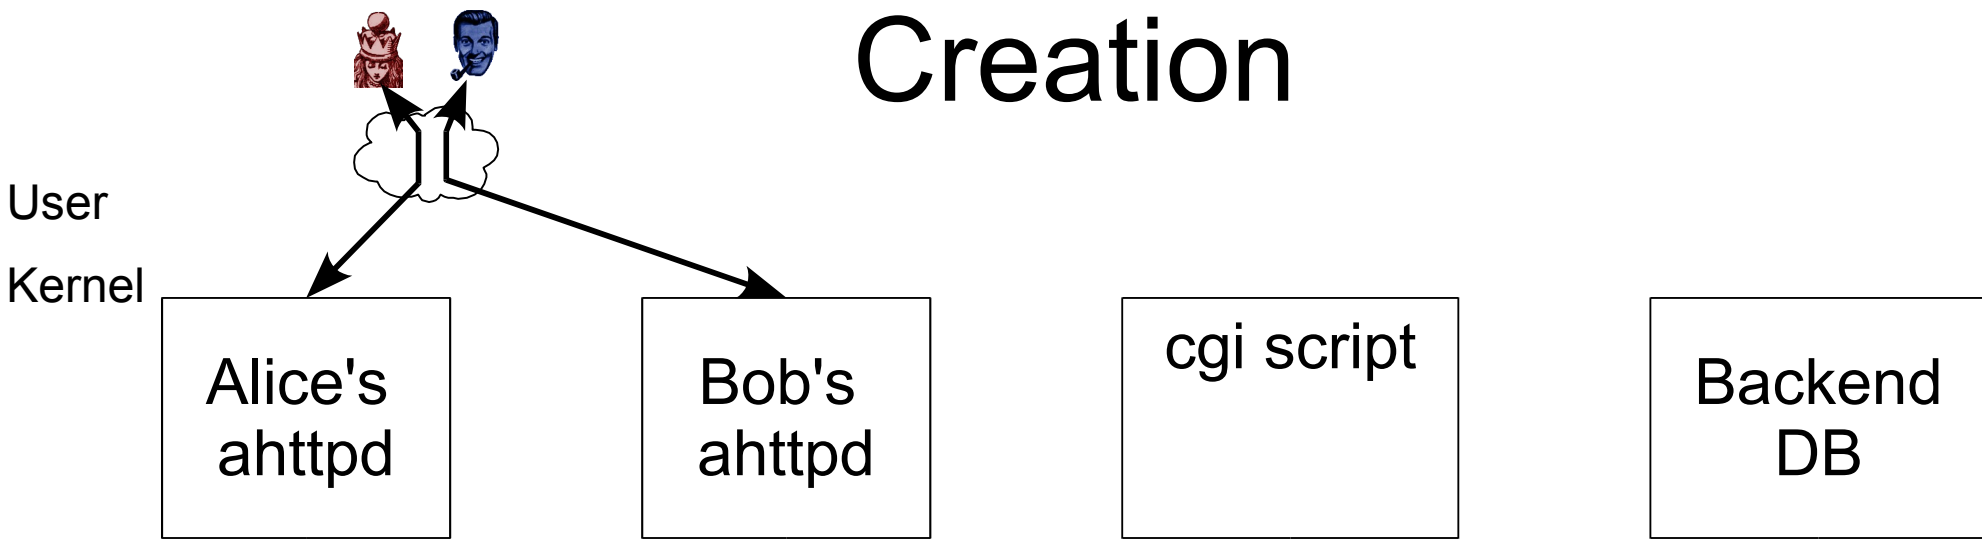 Creation
User
Kernel
Alice's
ahttpd
Bob's
ahttpd
cgi script
Backend
DB